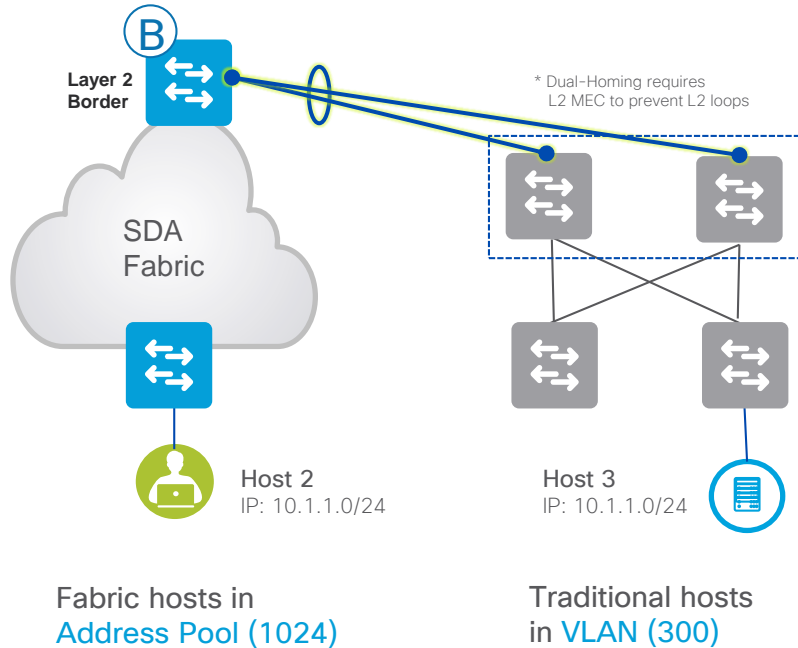 B
Layer 2
Border
* Dual-Homing requires
L2 MEC to prevent L2 loops
SDA
Fabric
Host 2
IP: 10.1.1.0/24
Host 3
IP: 10.1.1.0/24
Fabric hosts in
Address Pool (1024)
Traditional hosts
in VLAN (300)